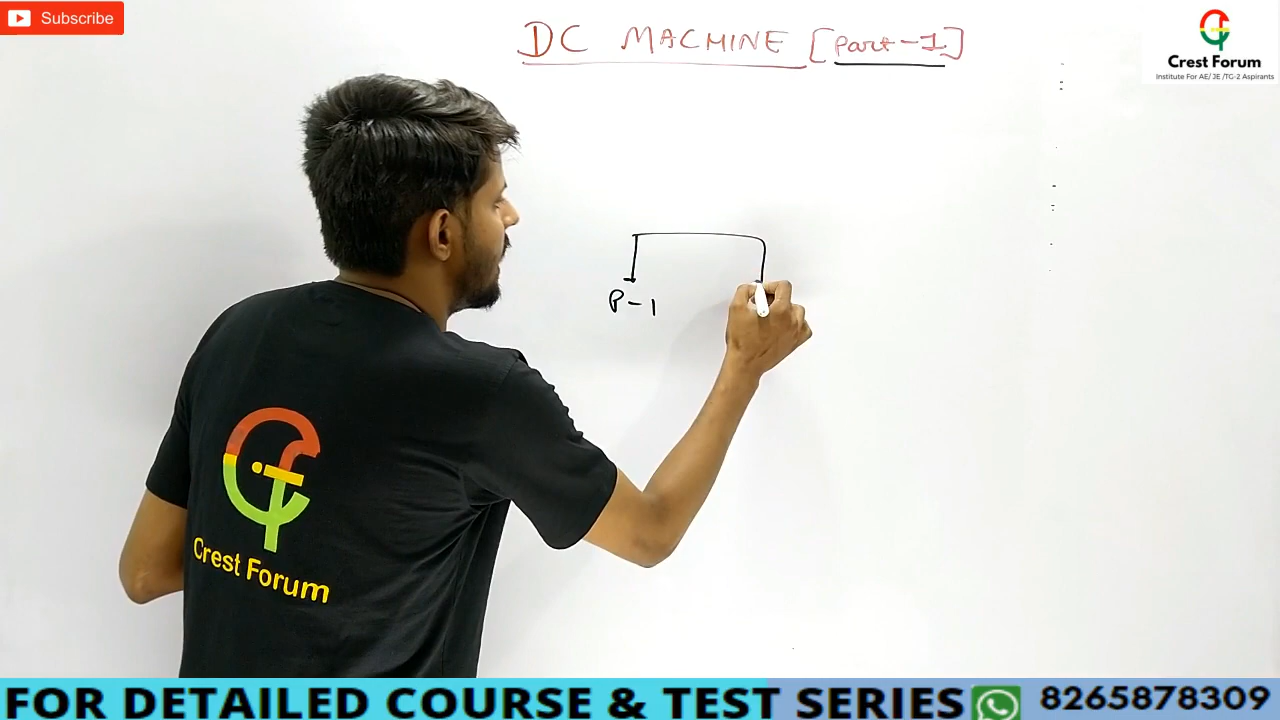 Subscribe
DC MACHINE [Part-1]
Crest Forum
Institute For AE/ JE /TG-2 Aspirants
P-1
Crest Forum
FOR DETAILED COURSE & TEST SERIES 8265878309